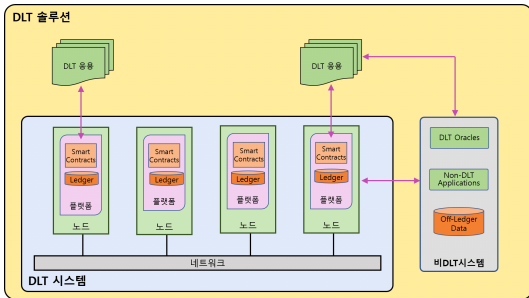 DLT 솔루션
DLT 응용
DLT 응용
Smart
Contracts
Ledger
플랫폼
노드
Smart
Contracts
Ledger
플랫폼
노드
Smart
Contracts
Ledger
플랫폼
노드
Smart
Contracts
Ledger
플랫폼
노드
네트워크
DLT 시스템
DLT Oracles
Non-DLT
Applications
Off-Ledger
Data
비DLT시스템